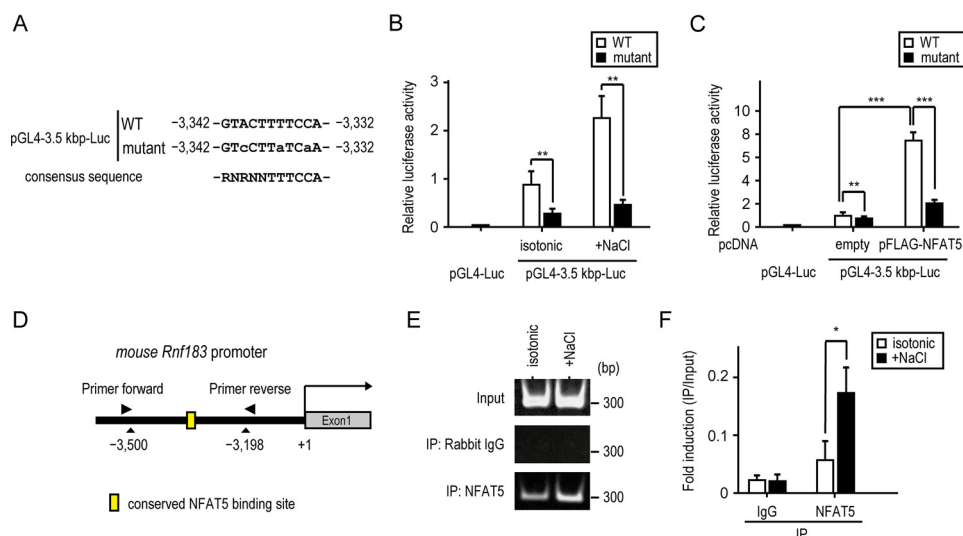 A
pGL4-3.5 kbp-Luc
WT −3,342 -GTACTTTTCCA- −3,332
mutant −3,342 -GTcCTTaTCaA- −3,332
consensus sequence -RNRNNTTTCCA-
B
WT
mutant
Relative luciferase activity
3
2
1
0
**
**
isotonic +NaCl
pGL4-Luc pGL4-3.5 kbp-Luc
C
WT
mutant
Relative luciferase activity
10
8
6
4
2
0
**
*** ***
pcDNA empty pFLAG-NFAT5
pGL4-Luc pGL4-3.5 kbp-Luc
D
mouse Rnf183 promoter
Primer forward Primer reverse
Exon1
−3,500 −3,198 +1
conserved NFAT5 binding site
E
isotonic +NaCl (bp)
Input 300
IP: Rabbit IgG 300
IP: NFAT5 300
F
isotonic
+NaCl
Fold induction (IP/Input)
0.2
0.1
0
*
IgG NFAT5
IP